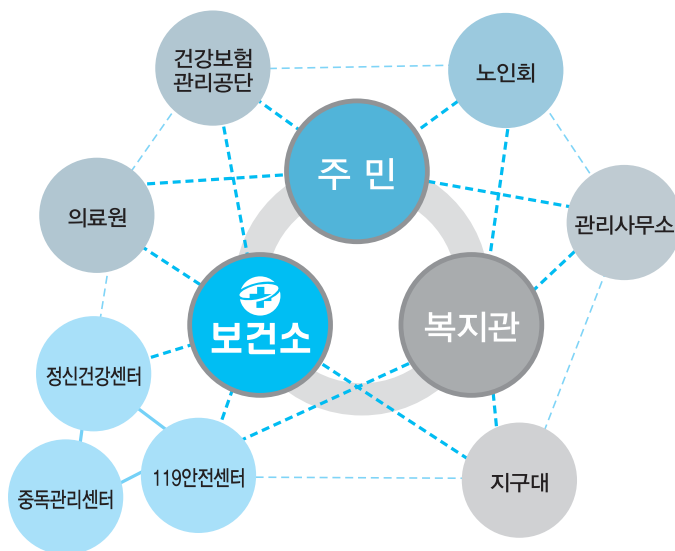 건강보험
관리공단
노인회
주 민
의료원
관리사무소
보건소
복지관
정신건강센터
119안전센터
지구대
중독관리센터